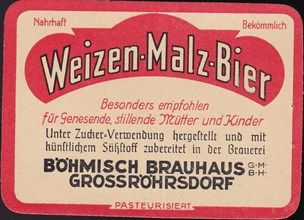 Nahrhaft Bekömmlich
Weizen-Malz-Bier
Besonders empfohlen
für Genesende, stillende Mütter und Kinder
Unter Zucker-Verwendung hergestellt und mit
künstlichem Süßstoff zubereitet in der Brauerei
BÖHMISCH BRAUHAUS G·M·B·H·
GROSSRÖHRSDORF
PASTEURISIERT